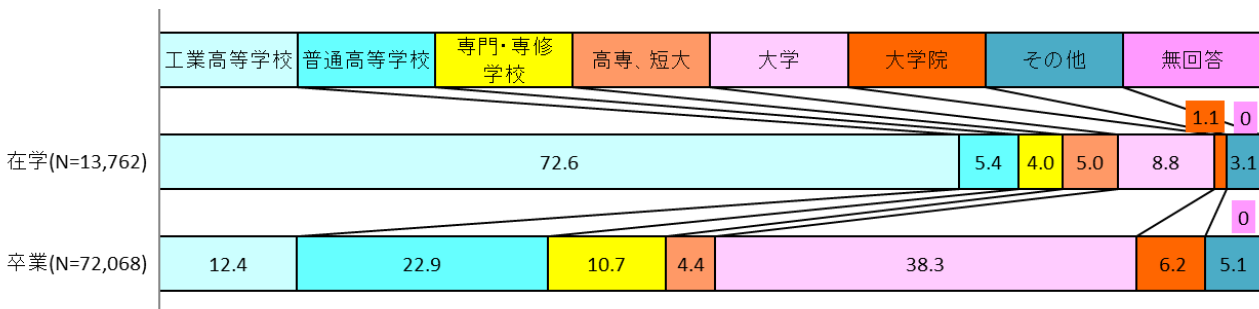 工業高等学校 普通高等学校 専門・専修学校 高専、短大 大学 大学院 その他 無回答
1.1 0
在学(N=13,762) 72.6 5.4 4.0 5.0 8.8 3.1
0
卒業(N=72,068) 12.4 22.9 10.7 4.4 38.3 6.2 5.1